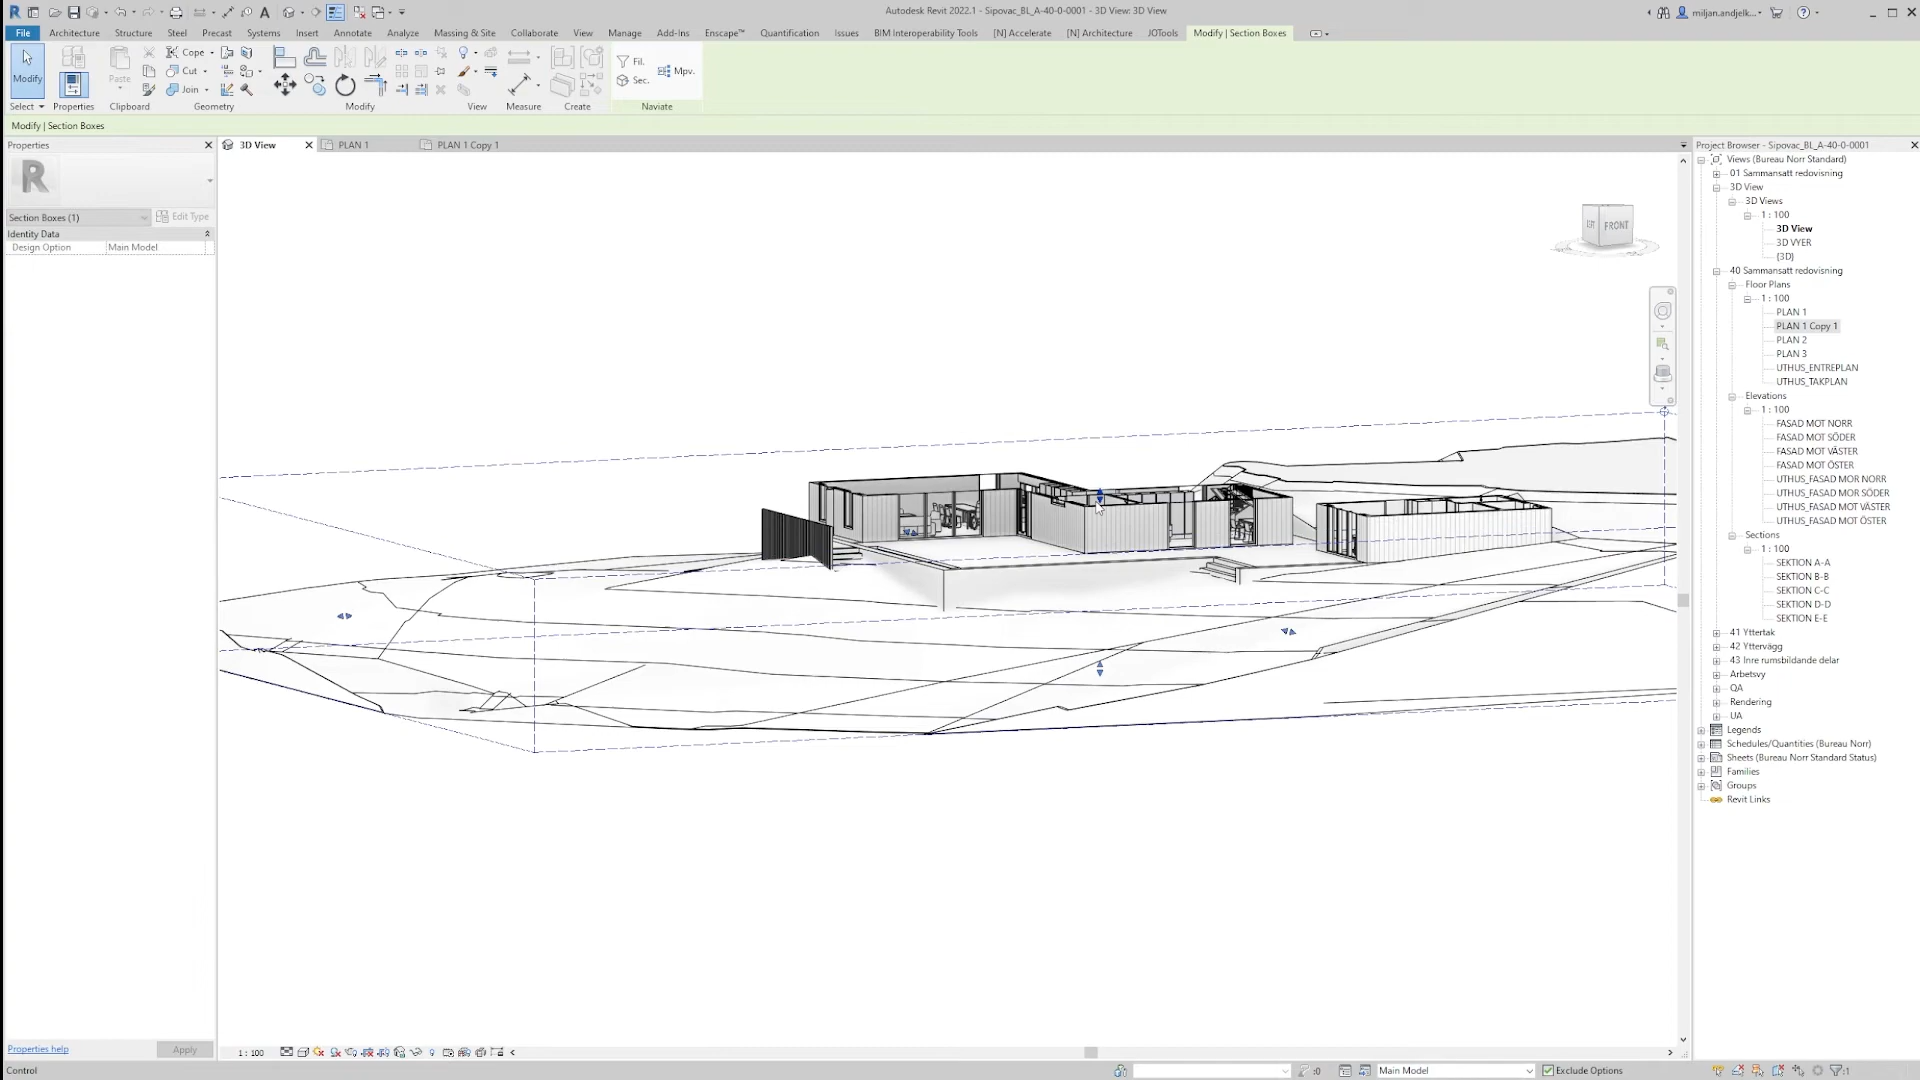 Autodesk Revit 2022.1 - Sipovac_BL_A-40-0-0001 - 3D View: 3D View
miljan.andjelk...
File Architecture Structure Steel Precast Systems Insert Annotate Analyze Massing & Site Collaborate View Manage Add-Ins Enscape™ Quantification Issues BIM Interoperability Tools [N] Accelerate [N] Architecture JOTools Modify | Section Boxes
Modify
Paste
Cope
Cut
Join
Fil.
Sec.
Mpv.
Select Properties Clipboard Geometry Modify View Measure Create Naviate
Modify | Section Boxes
Properties
3D View
PLAN 1
PLAN 1 Copy 1
Project Browser - Sipovac_BL_A-40-0-0001
R
Section Boxes (1)
Edit Type
Identity Data
Design Option Main Model
FRONT
Views (Bureau Norr Standard)
01 Sammansatt redovisning
3D View
3D Views
1 : 100
3D View
3D VYER
{3D}
40 Sammansatt redovisning
Floor Plans
1 : 100
PLAN 1
PLAN 1 Copy 1
PLAN 2
PLAN 3
UTHUS_ENTREPLAN
UTHUS_TAKPLAN
Elevations
1 : 100
FASAD MOT NORR
FASAD MOT SÖDER
FASAD MOT VÄSTER
FASAD MOT ÖSTER
UTHUS_FASAD MOR NORR
UTHUS_FASAD MOR SÖDER
UTHUS_FASAD MOT VÄSTER
UTHUS_FASAD MOT ÖSTER
Sections
1 : 100
SEKTION A-A
SEKTION B-B
SEKTION C-C
SEKTION D-D
SEKTION E-E
41 Yttertak
42 Yttervägg
43 Inre rumsbildande delar
Arbetsvy
QA
Rendering
UA
Legends
Schedules/Quantities (Bureau Norr)
Sheets (Bureau Norr Standard Status)
Families
Groups
Revit Links
Properties help
Apply
1 : 100
Control
:0
Main Model
Exclude Options
:1